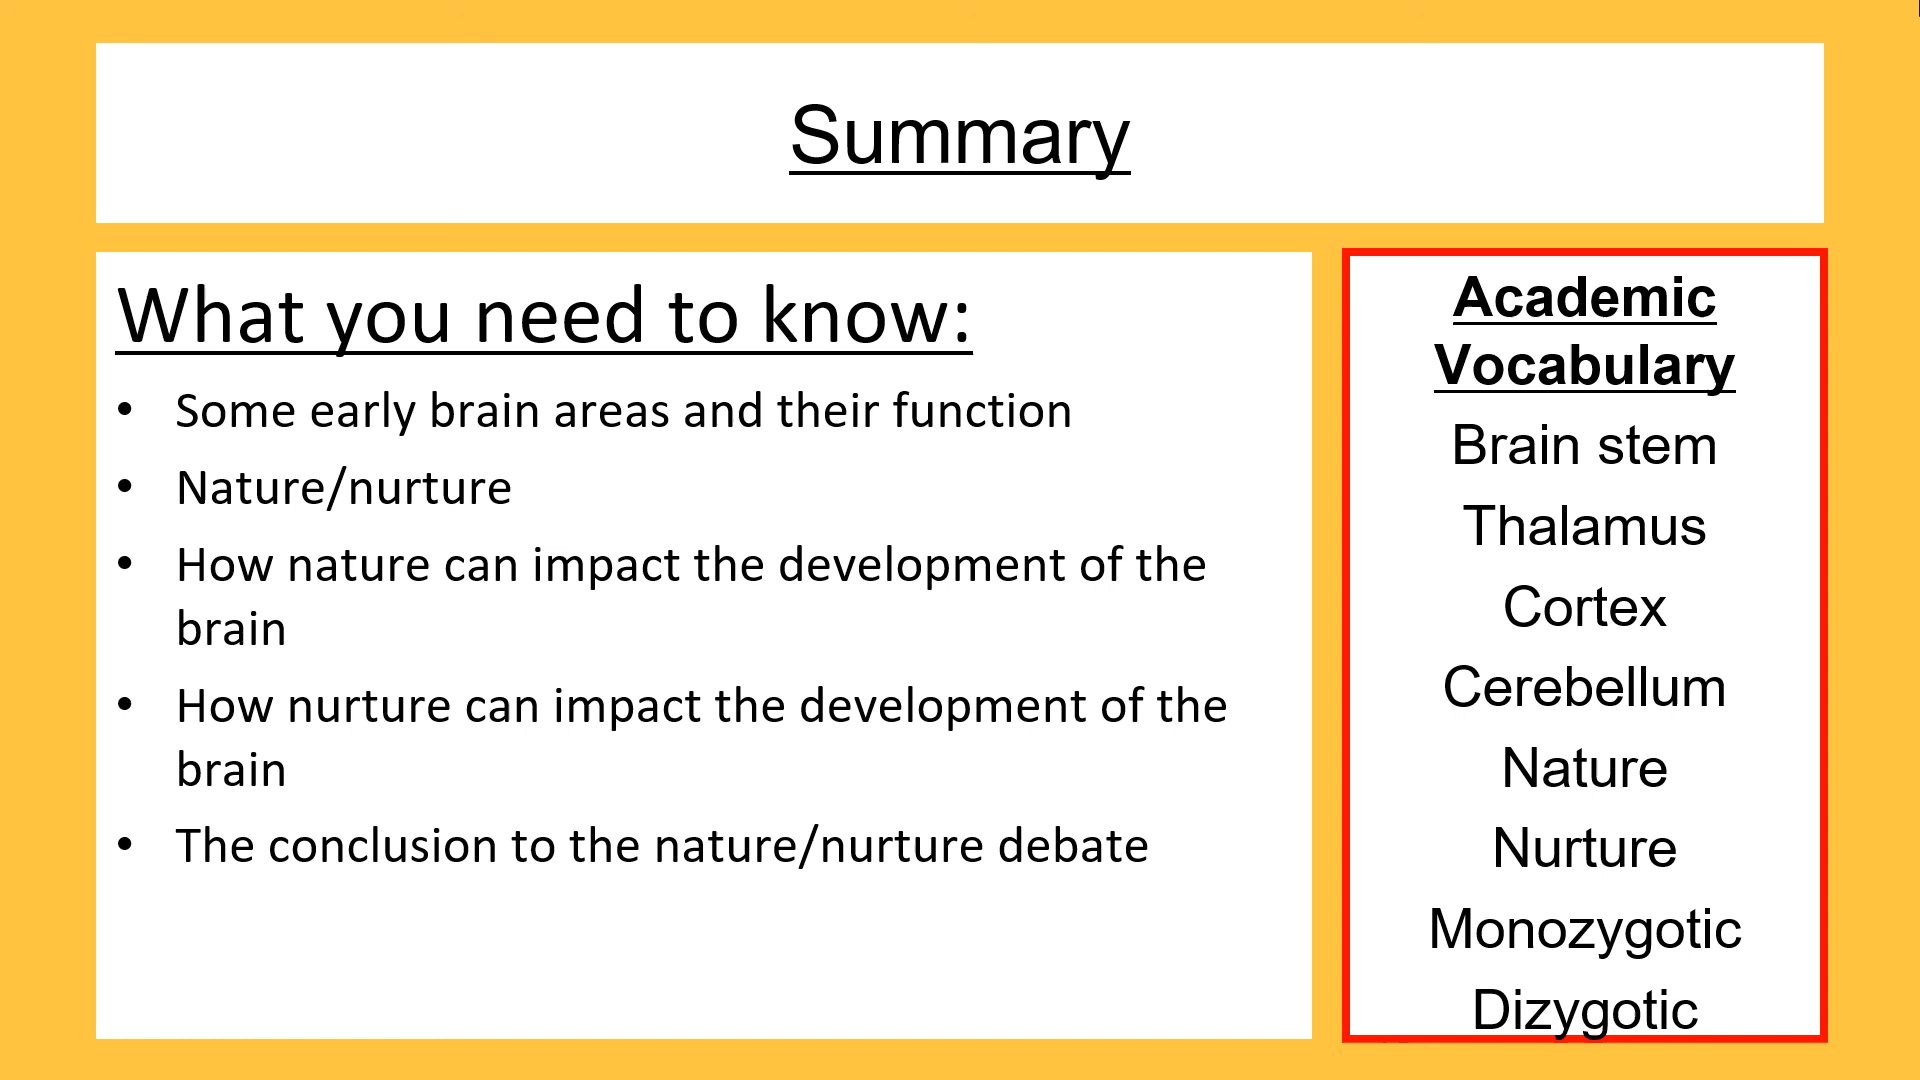 Summary
What you need to know:
• Some early brain areas and their function
• Nature/nurture
• How nature can impact the development of the
brain
• How nurture can impact the development of the
brain
• The conclusion to the nature/nurture debate
Academic
Vocabulary
Brain stem
Thalamus
Cortex
Cerebellum
Nature
Nurture
Monozygotic
Dizygotic